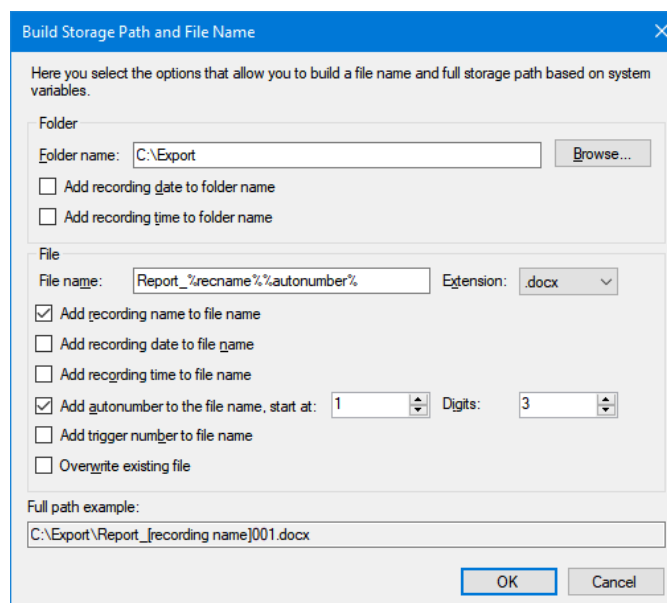 Build Storage Path and File Name
Here you select the options that allow you to build a file name and full storage path based on system
variables.
Folder
Folder name: C:\Export Browse...
Add recording date to folder name
Add recording time to folder name
File
File name: Report_%recname%%autonumber% Extension: .docx
Add recording name to file name
Add recording date to file name
Add recording time to file name
Add autonumber to the file name, start at: 1 Digits: 3
Add trigger number to file name
Overwrite existing file
Full path example:
C:\Export\Report_[recording name]001.docx
OK Cancel